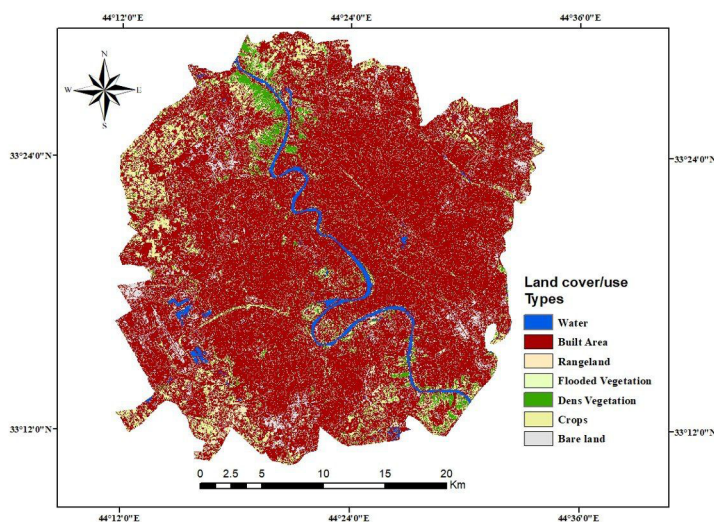 44°12'0"E 44°24'0"E 44°36'0"E
N
W E
S
33°24'0"N 33°24'0"N
Land cover/use
Types
Water
Built Area
Rangeland
Flooded Vegetation
Dens Vegetation
Crops
Bare land
33°12'0"N 33°12'0"N
0 2.5 5 10 15 20
Km
44°12'0"E 44°24'0"E 44°36'0"E